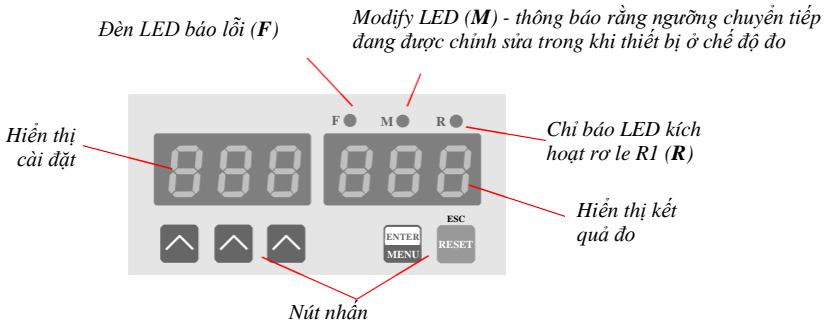 Modify LED (M) - thông báo rằng ngưỡng chuyển tiếp
đang được chỉnh sửa trong khi thiết bị ở chế độ đo
Đèn LED báo lỗi (F)
F M R
Hiển thị
cài đặt
888 888
Chỉ báo LED kích
hoạt rơ le R1 (R)
Hiển thị kết
quả đo
ESC
ENTER
MENU
RESET
Nút nhấn